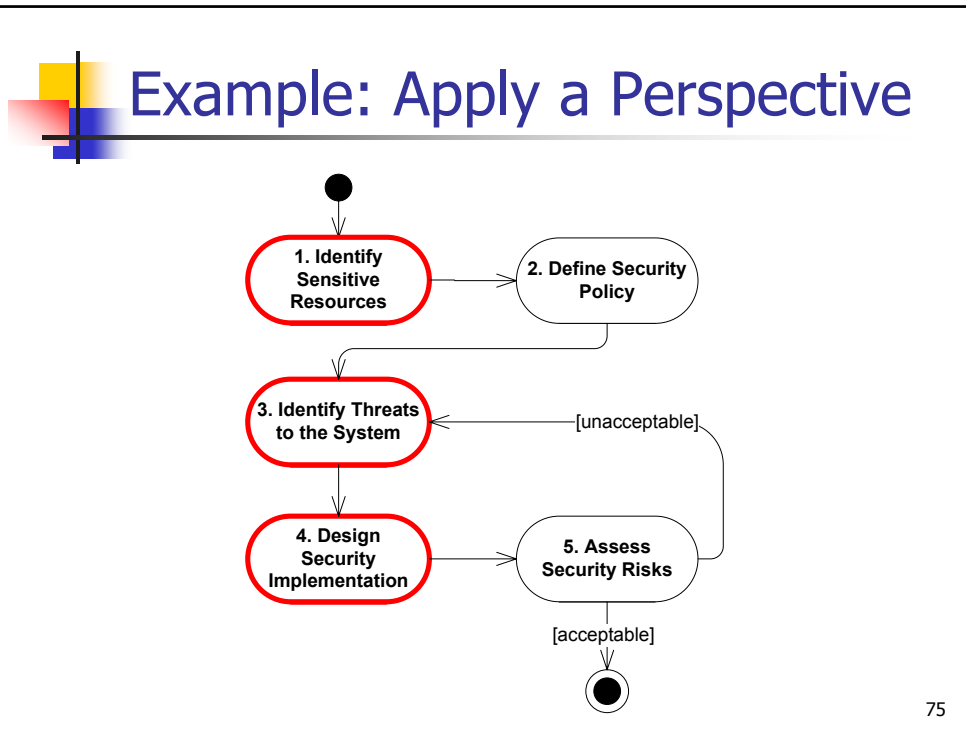 Example: Apply a Perspective
1. Identify
Sensitive
Resources
2. Define Security
Policy
3. Identify Threats
to the System
[unacceptable]
4. Design
Security
Implementation
5. Assess
Security Risks
[acceptable]
75